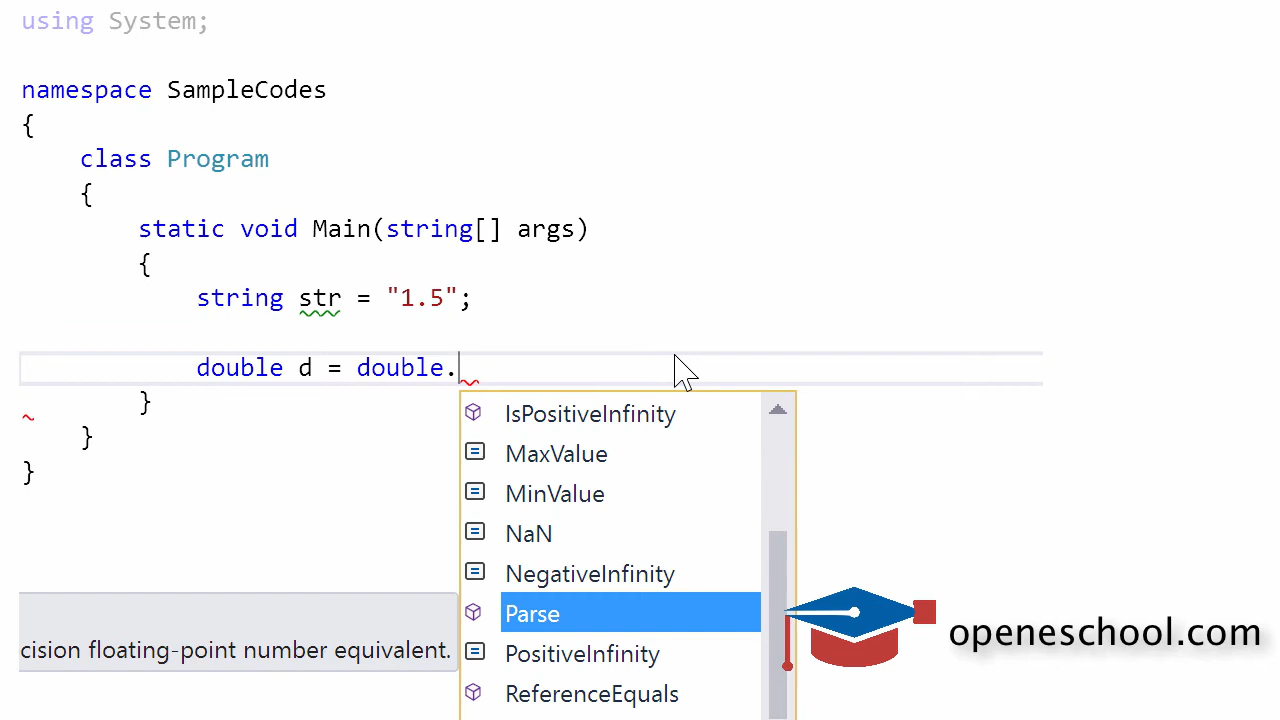 using System;
namespace SampleCodes
{
class Program
{
static void Main(string[] args)
{
string str = "1.5";
double d = double.
}
}
}
IsPositiveInfinity
MaxValue
MinValue
NaN
NegativeInfinity
Parse
PositiveInfinity
ReferenceEquals
cision floating-point number equivalent.
openeschool.com